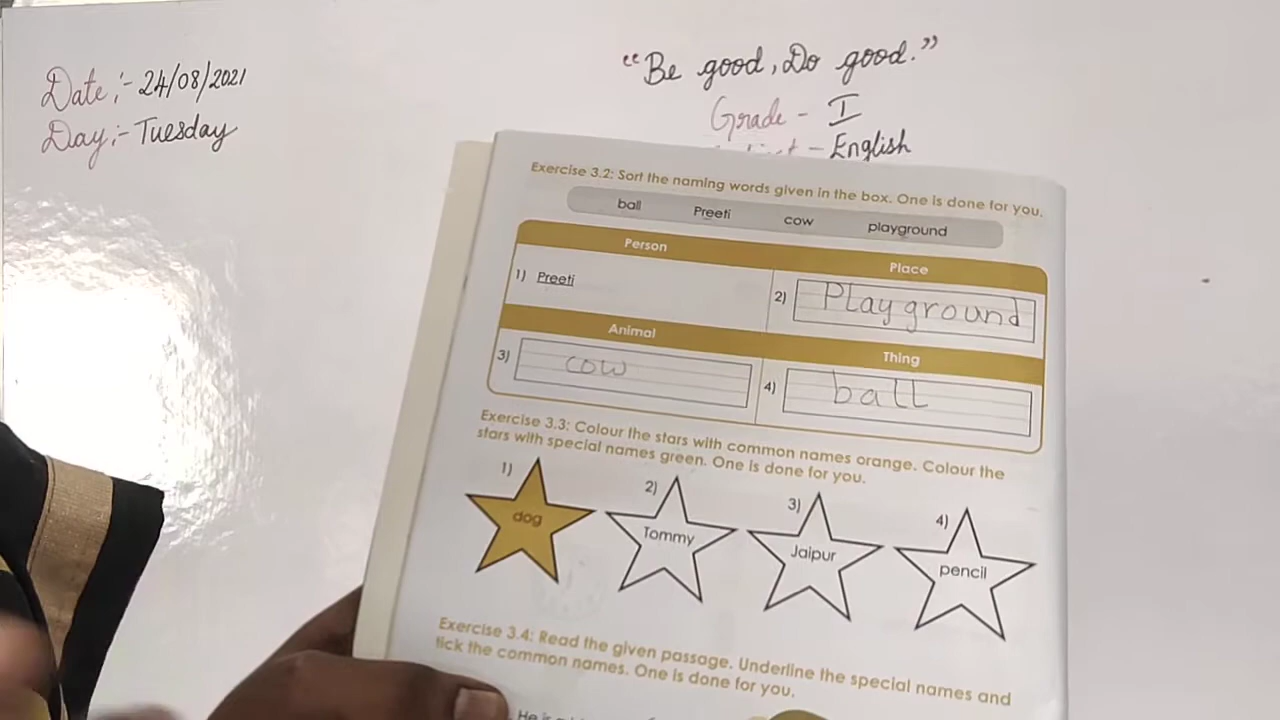 Date :- 24/08/2021
Day :- Tuesday
"Be good, Do good."
Grade - I
- English
Exercise 3.2: Sort the naming words given in the box. One is done for you.
ball Preeti cow playground
Person Place
1) Preeti 2) Playground
Animal Thing
3) cow 4) ball
Exercise 3.3: Colour the stars with common names orange. Colour the
stars with special names green. One is done for you.
1) 2) 3) 4)
dog Tommy Jaipur pencil
Exercise 3.4: Read the given passage. Underline the special names and
tick the common names. One is done for you.
He is a